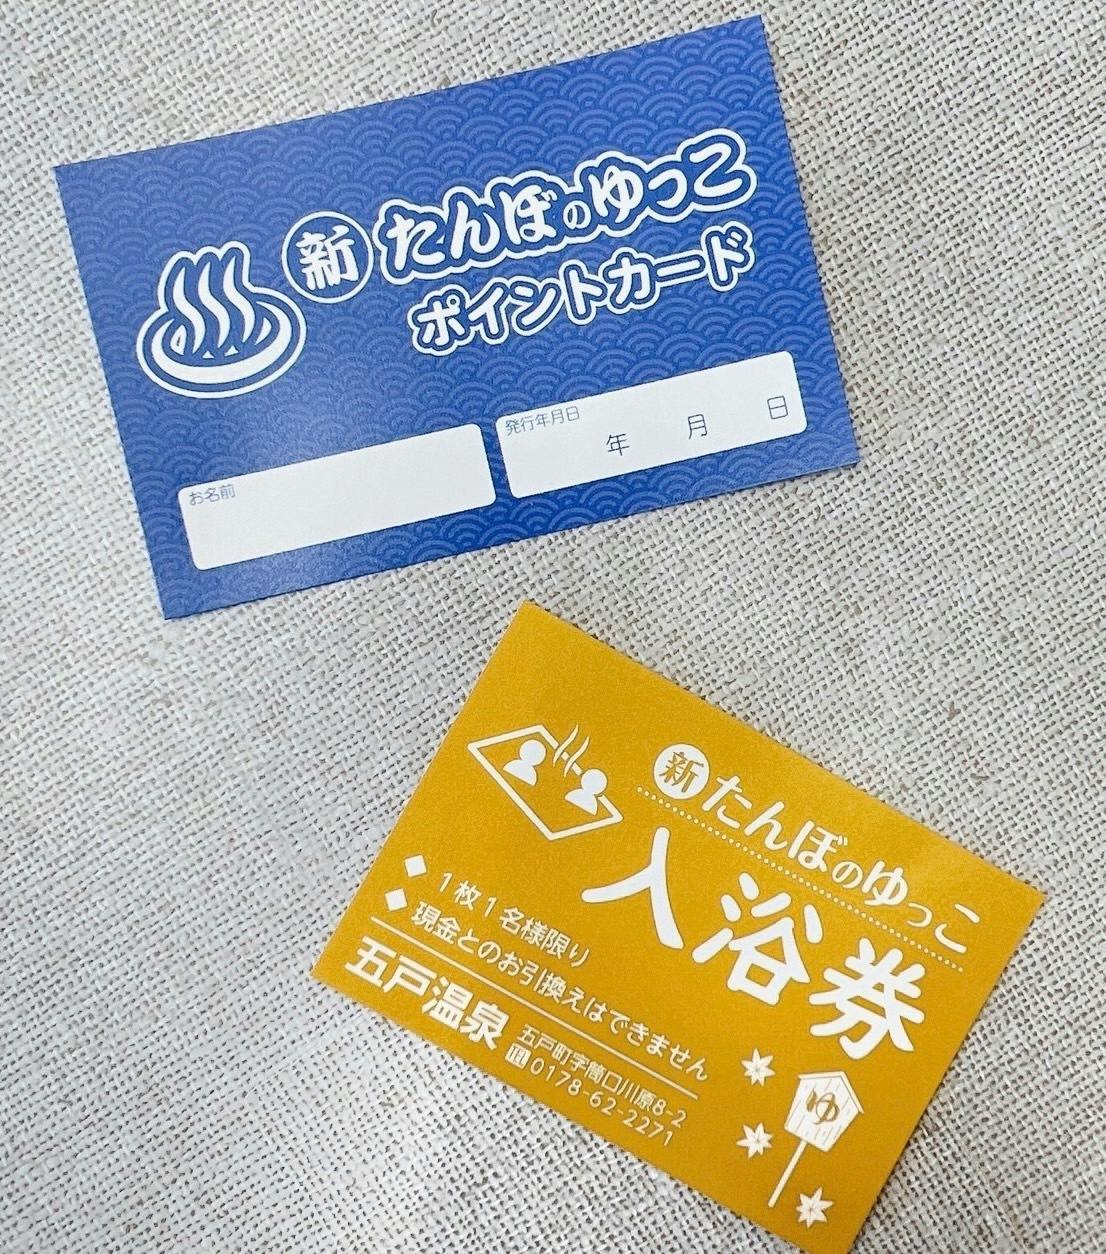 新たんぼのゆっこ
ポイントカード
お名前
発行年月日
年 月 日
新たんぼのゆっこ
入浴券
◆ 1枚1名様限り
◆ 現金とのお引換えはできません
五戸温泉
五戸町字筒口川原8-2
☎0178-62-2271
ゆ